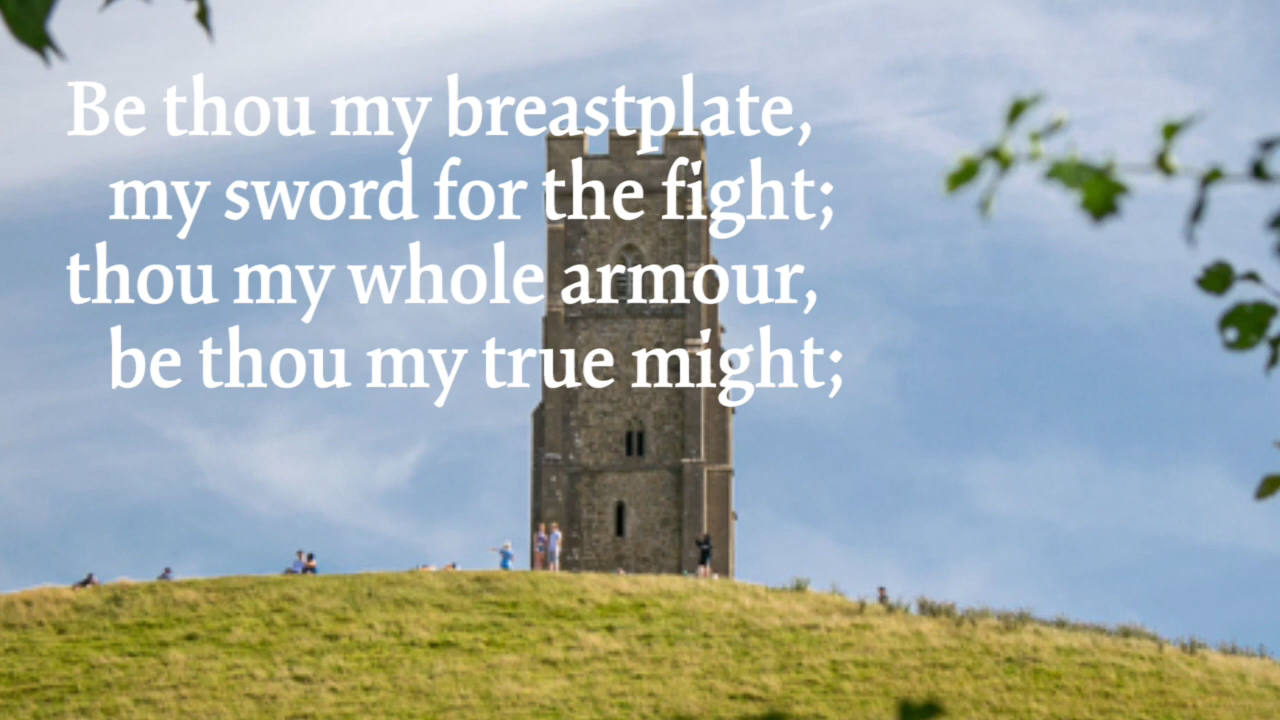 Be thou my breastplate,
my sword for the fight;
thou my whole armour,
be thou my true might;